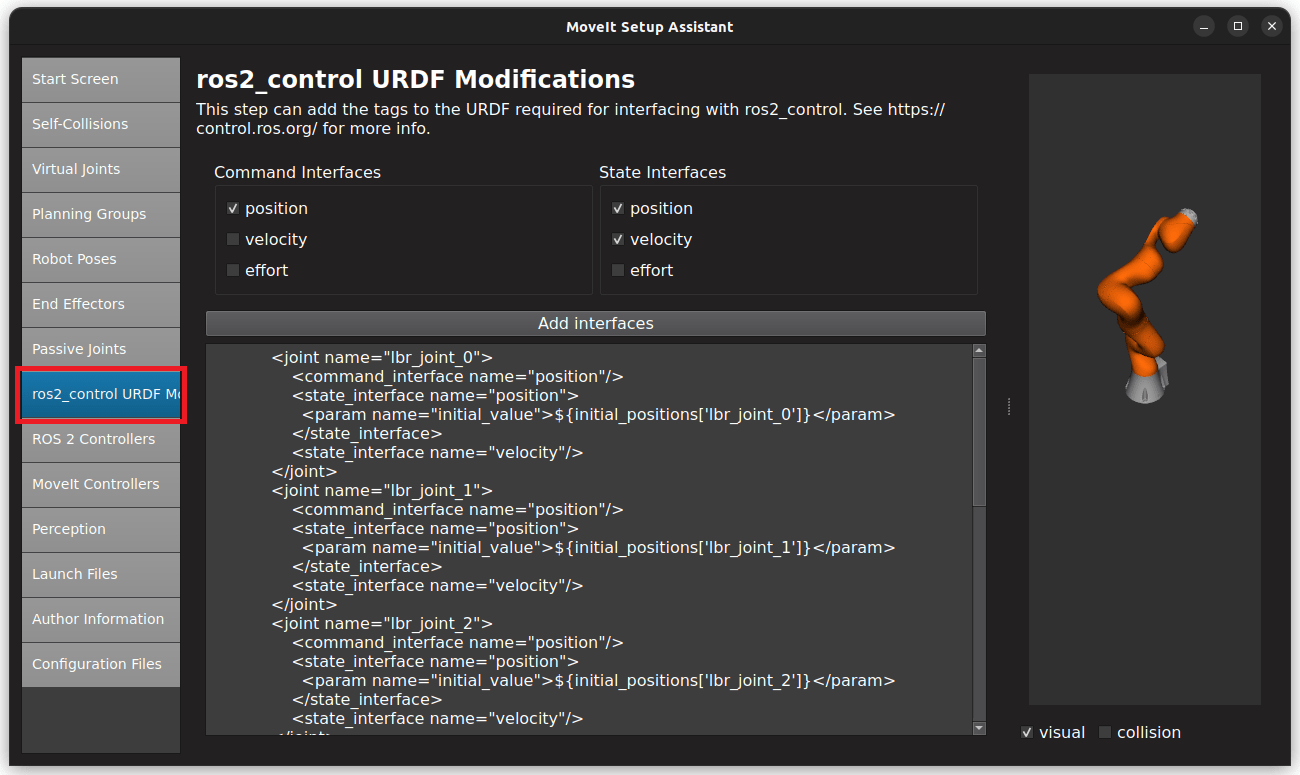 MoveIt Setup Assistant
Start Screen
Self-Collisions
Virtual Joints
Planning Groups
Robot Poses
End Effectors
Passive Joints
ros2_control URDF Mo
ROS 2 Controllers
MoveIt Controllers
Perception
Launch Files
Author Information
Configuration Files
ros2_control URDF Modifications
This step can add the tags to the URDF required for interfacing with ros2_control. See https://
control.ros.org/ for more info.
Command Interfaces
position
velocity
effort
State Interfaces
position
velocity
effort
Add interfaces
<joint name="lbr_joint_0">
<command_interface name="position"/>
<state_interface name="position">
<param name="initial_value">${initial_positions['lbr_joint_0']}</param>
</state_interface>
<state_interface name="velocity"/>
</joint>
<joint name="lbr_joint_1">
<command_interface name="position"/>
<state_interface name="position">
<param name="initial_value">${initial_positions['lbr_joint_1']}</param>
</state_interface>
<state_interface name="velocity"/>
</joint>
<joint name="lbr_joint_2">
<command_interface name="position"/>
<state_interface name="position">
<param name="initial_value">${initial_positions['lbr_joint_2']}</param>
</state_interface>
<state_interface name="velocity"/>
</joint>
visual
collision